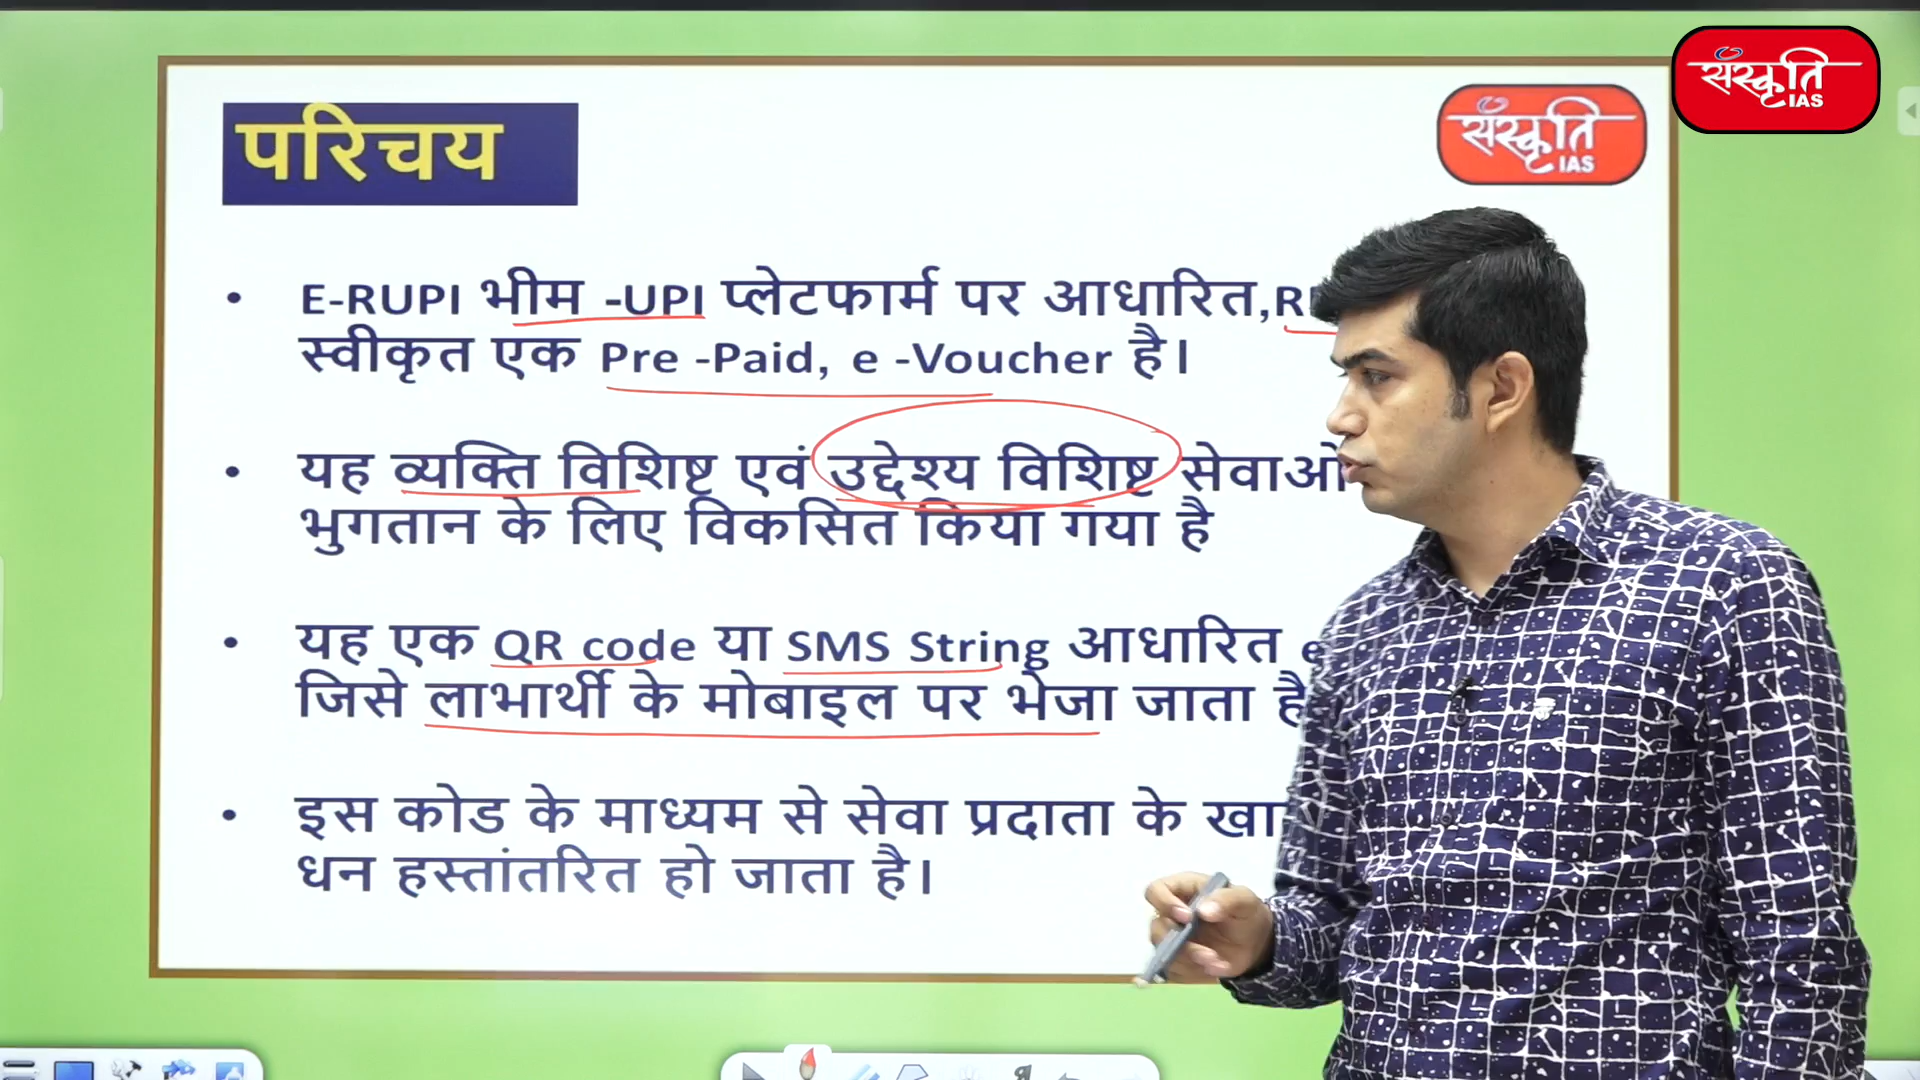 संस्कृति
IAS
संस्कृति
IAS
परिचय
• E-RUPI भीम -UPI प्लेटफार्म पर आधारित,
स्वीकृत एक Pre -Paid, e -Voucher है।
• यह व्यक्ति विशिष्ट एवं उद्देश्य विशिष्ट सेवाओं
भुगतान के लिए विकसित किया गया है
• यह एक QR code या SMS String आधारित
जिसे लाभार्थी के मोबाइल पर भेजा जाता है
• इस कोड के माध्यम से सेवा प्रदाता के
धन हस्तांतरित हो जाता है।